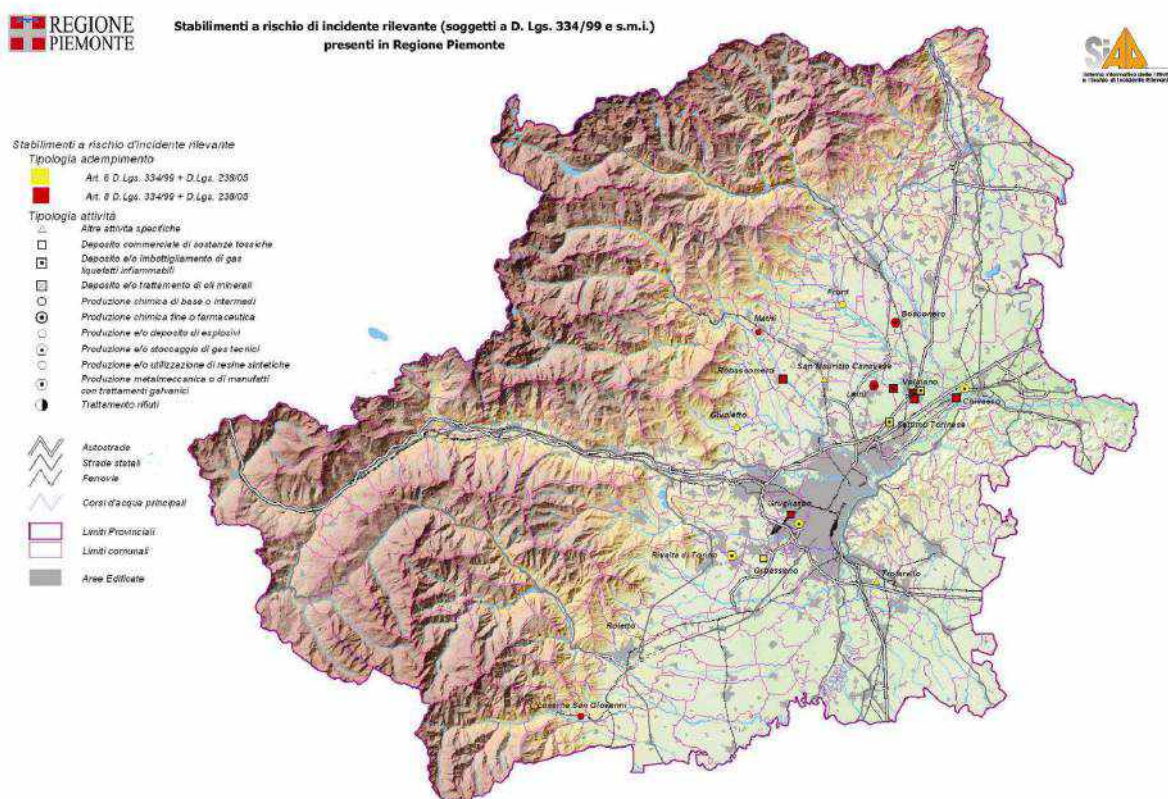 REGIONE
PIEMONTE
Stabilimenti a rischio di incidente rilevante (soggetti a D. Lgs. 334/99 e s.m.i.)
presenti in Regione Piemonte
Stabilimenti a rischio d'incidente rilevante
Tipologia adempimento
Art. 6 D.Lgs. 334/99 + D.Lgs. 238/05
Art. 8 D.Lgs. 334/99 + D.Lgs. 238/05
Tipologia attività
Altre attività specifiche
Deposito commerciale di sostanze tossiche
Deposito e/o imbottigliamento di gas
liquefatti infiammabili
Deposito e/o trattamento di oli minerali
Produzione chimica di base o intermedi
Produzione chimica fine o farmaceutica
Produzione e/o deposito di esplosivi
Produzione e/o stoccaggio di gas tecnici
Produzione e/o utilizzazione di resine sintetiche
Produzione metalmeccanica o di manufatti
con trattamenti galvanici
Trattamento rifiuti
Autostrade
Strade statali
Ferrovie
Corsi d'acqua principali
Limiti Provinciali
Limiti comunali
Aree Edificate
Front
Mathi
Bosconero
Robassomero
San Maurizio Canavese
Leinì
Volpiano
Chivasso
Givoletto
Settimo Torinese
Grugliasco
Rivalta di Torino
Orbassano
Trofarello
Roletto
Luserna San Giovanni